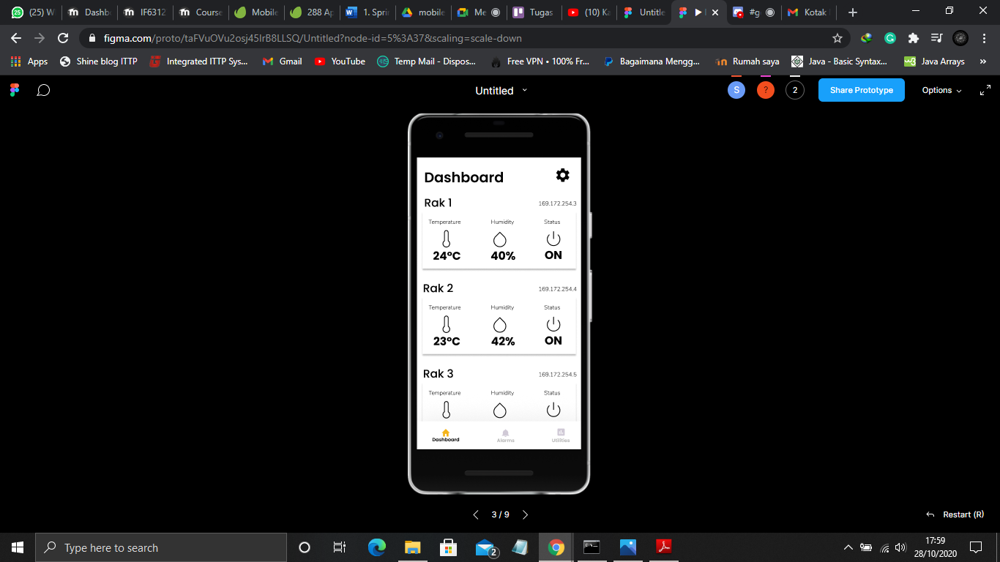 (25) W
Dashb
IF6312
Course
Mobile
288 Ap
1. Sprin
mobile
Me
Tugas
(10) Ka
Untitle
Kotak
figma.com/proto/taFVuOVu2osj45IrB8LLSQ/Untitled?node-id=5%3A37&scaling=scale-down
Apps
Shine blog ITTP
Integrated ITTP Sys...
Gmail
YouTube
Temp Mail - Dispos...
Free VPN • 100% Fr...
Bagaimana Mengg...
Rumah saya
Java - Basic Syntax...
Java Arrays
Untitled
S
?
2
Share Prototype
Options
Dashboard
Rak 1
169.172.254.3
Temperature
Humidity
Status
24°C
40%
ON
Rak 2
169.172.254.4
Temperature
Humidity
Status
23°C
42%
ON
Rak 3
169.172.254.5
Temperature
Humidity
Status
Dashboard
Alarms
Utilities
3 / 9
Restart (R)
Type here to search
2
17:59
28/10/2020